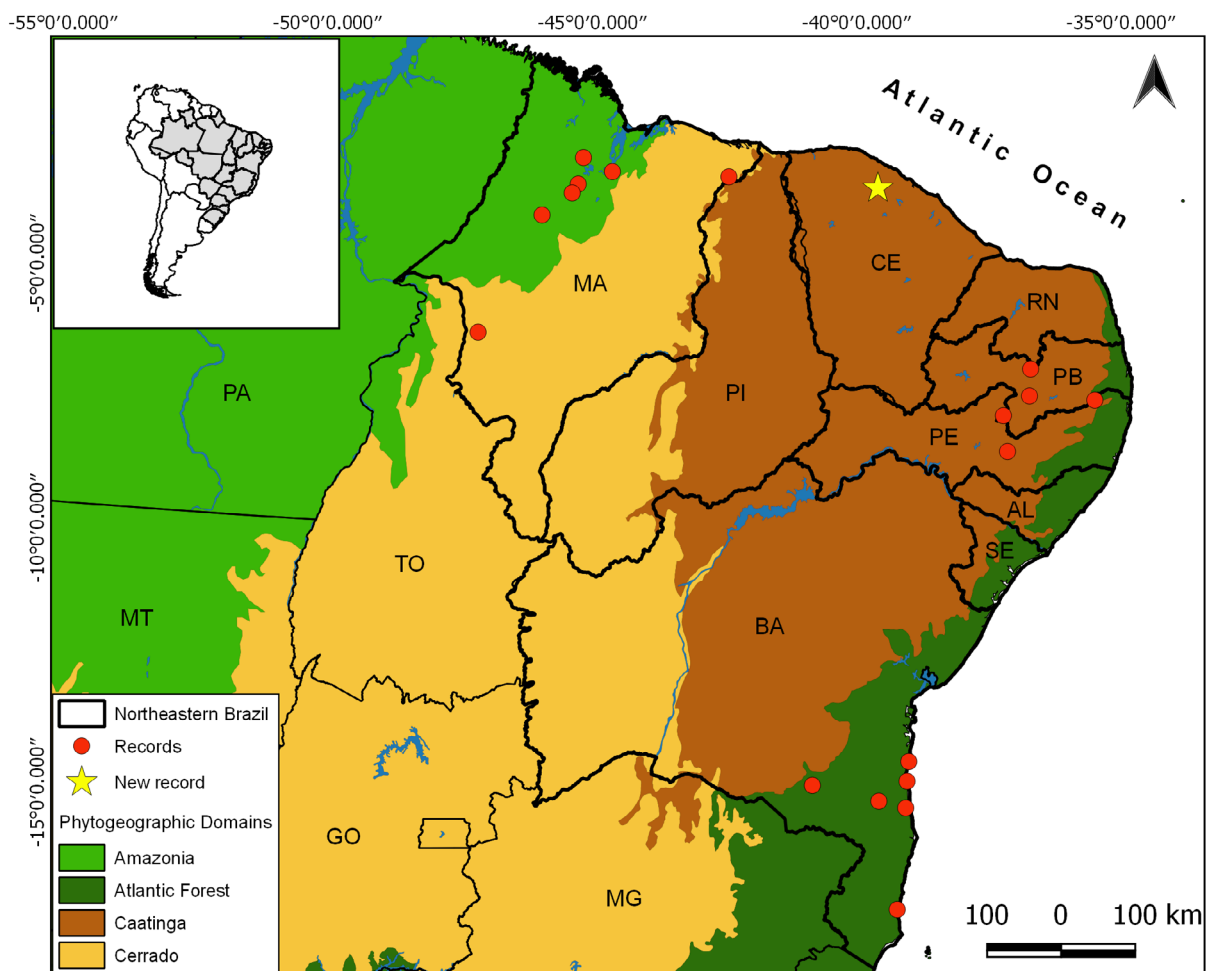 -55°0′0.000″ -50°0′0.000″ -45°0′0.000″ -40°0′0.000″ -35°0′0.000″
Atlantic Ocean
-5°0′0.000″
-10°0′0.000″
-15°0′0.000″
CE
MA
RN
PA
PI
PB
PE
AL
SE
TO
MT
BA
GO
MG
Northeastern Brazil
Records
New record
Phytogeographic Domains
Amazonia
Atlantic Forest
Caatinga
Cerrado
100 0 100 km